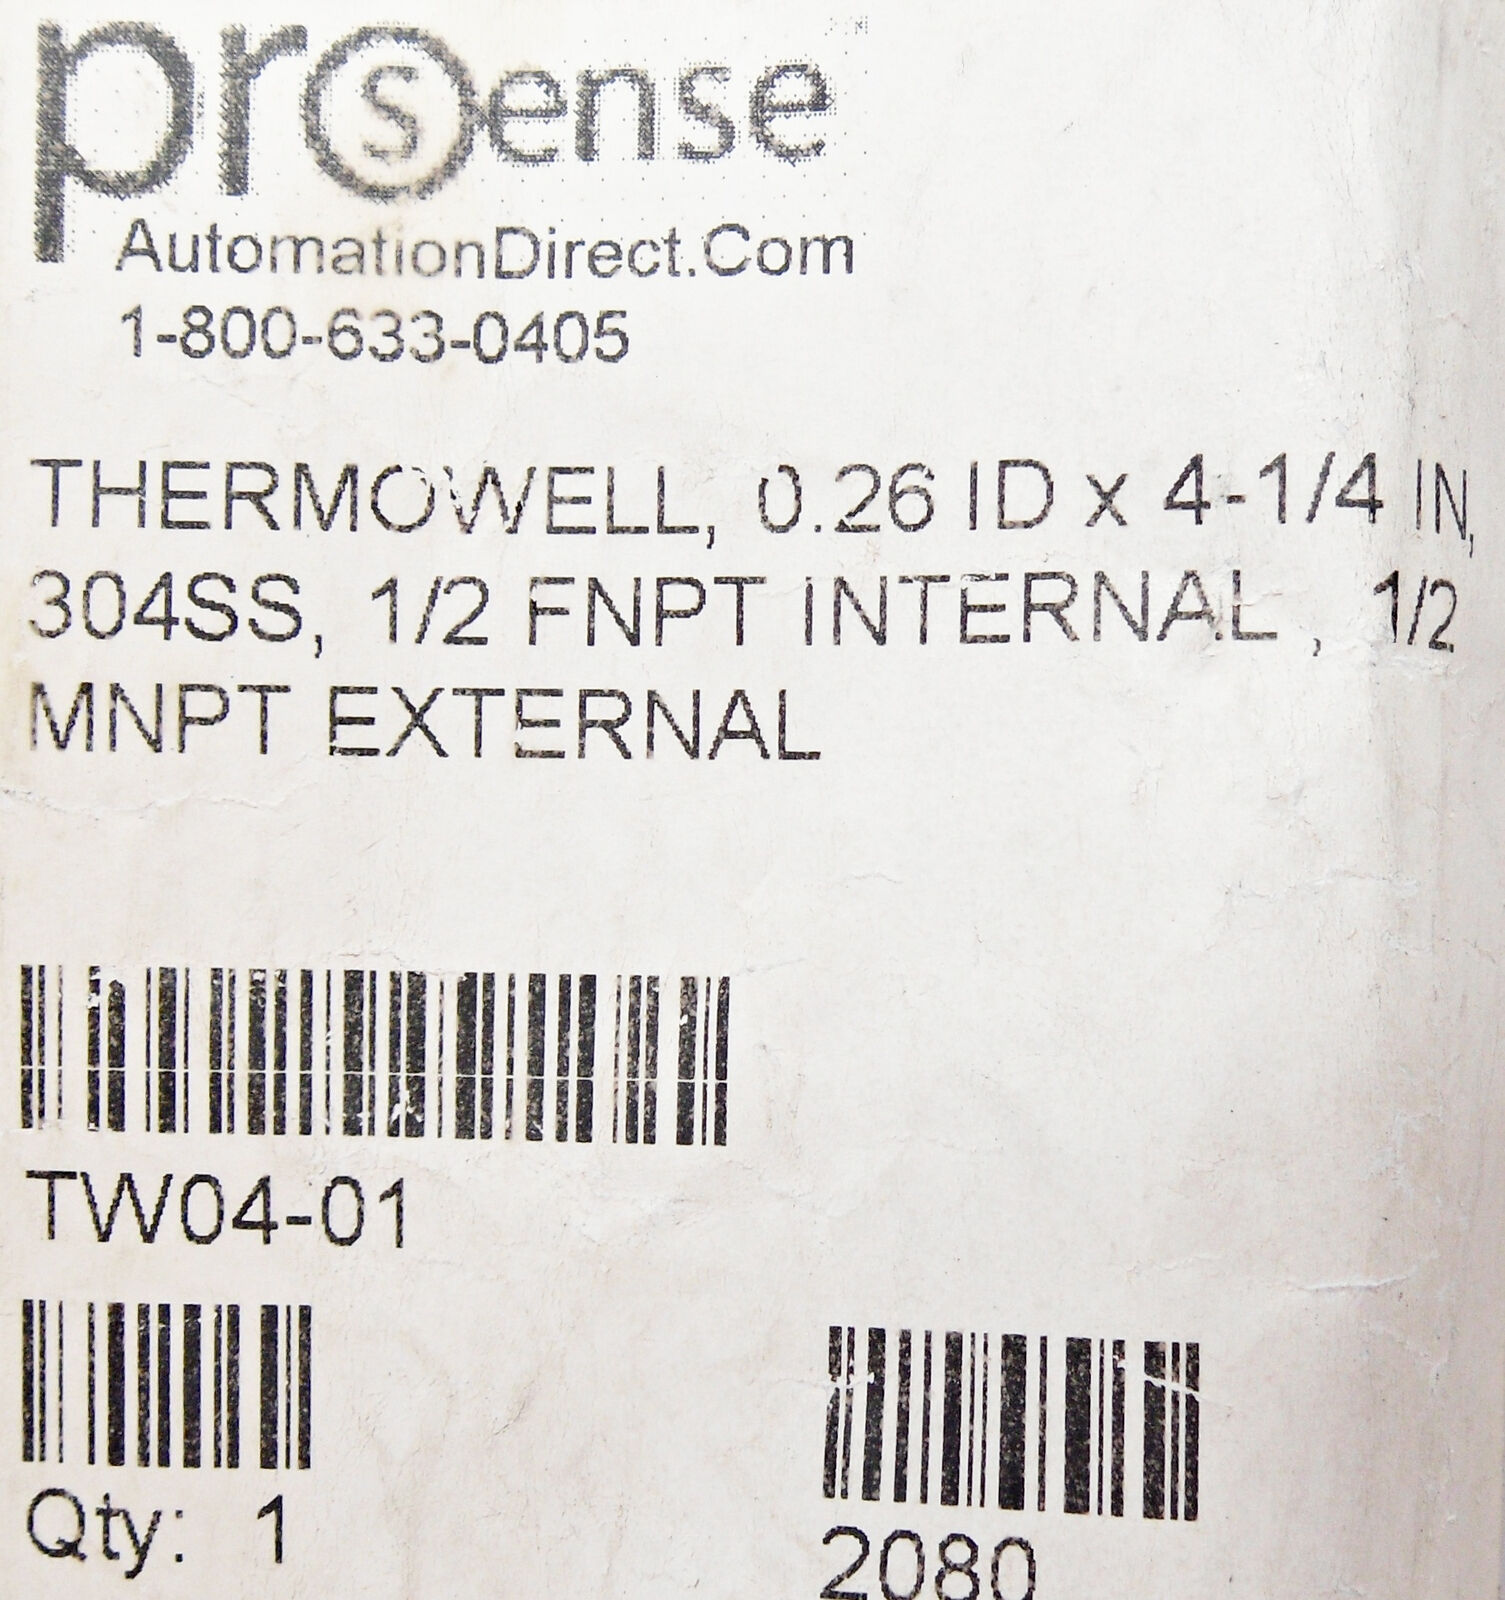 prosense
AutomationDirect.Com
1-800-633-0405
THERMOWELL, 0.26 ID x 4-1/4 IN,
304SS, 1/2 FNPT INTERNAL , 1/2
MNPT EXTERNAL
TW04-01
Qty: 1
2080